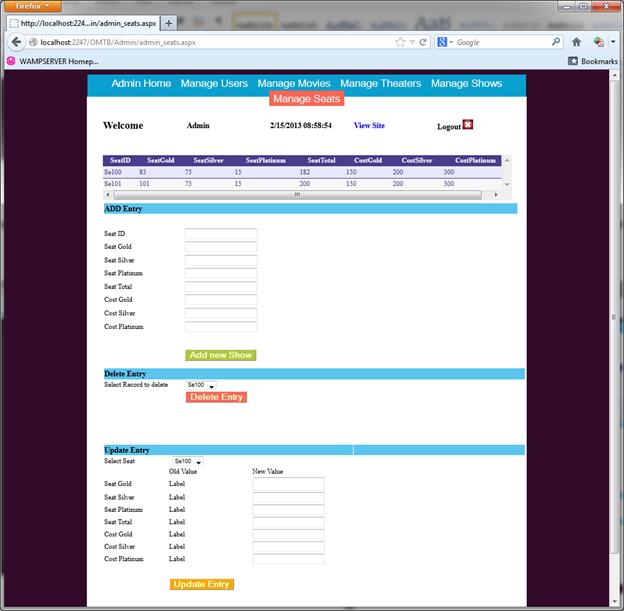 Firefox
http://localhost:224...in/admin_seats.aspx
localhost:2247/OMTB/Admin/admin_seats.aspx
Google
WAMPSERVER Homep...
Bookmarks
Admin Home Manage Users Manage Movies Manage Theaters Manage Shows
Manage Seats
Welcome Admin 2/15/2013 08:58:54 View Site Logout
SeatID SeatGold SeatSilver SeatPlatinum SeatTotal CostGold CostSilver CostPlatinum
Se100 83 75 15 182 150 200 300
Se101 101 75 15 200 150 200 300
ADD Entry
Seat ID
Seat Gold
Seat Silver
Seat Platinum
Seat Total
Cost Gold
Cost Silver
Cost Platinum
Add new Show
Delete Entry
Select Record to delete Se100
Delete Entry
Update Entry
Select Seat Se100
Old Value New Value
Seat Gold Label
Seat Silver Label
Seat Platinum Label
Seat Total Label
Cost Gold Label
Cost Silver Label
Cost Platinum Label
Update Entry